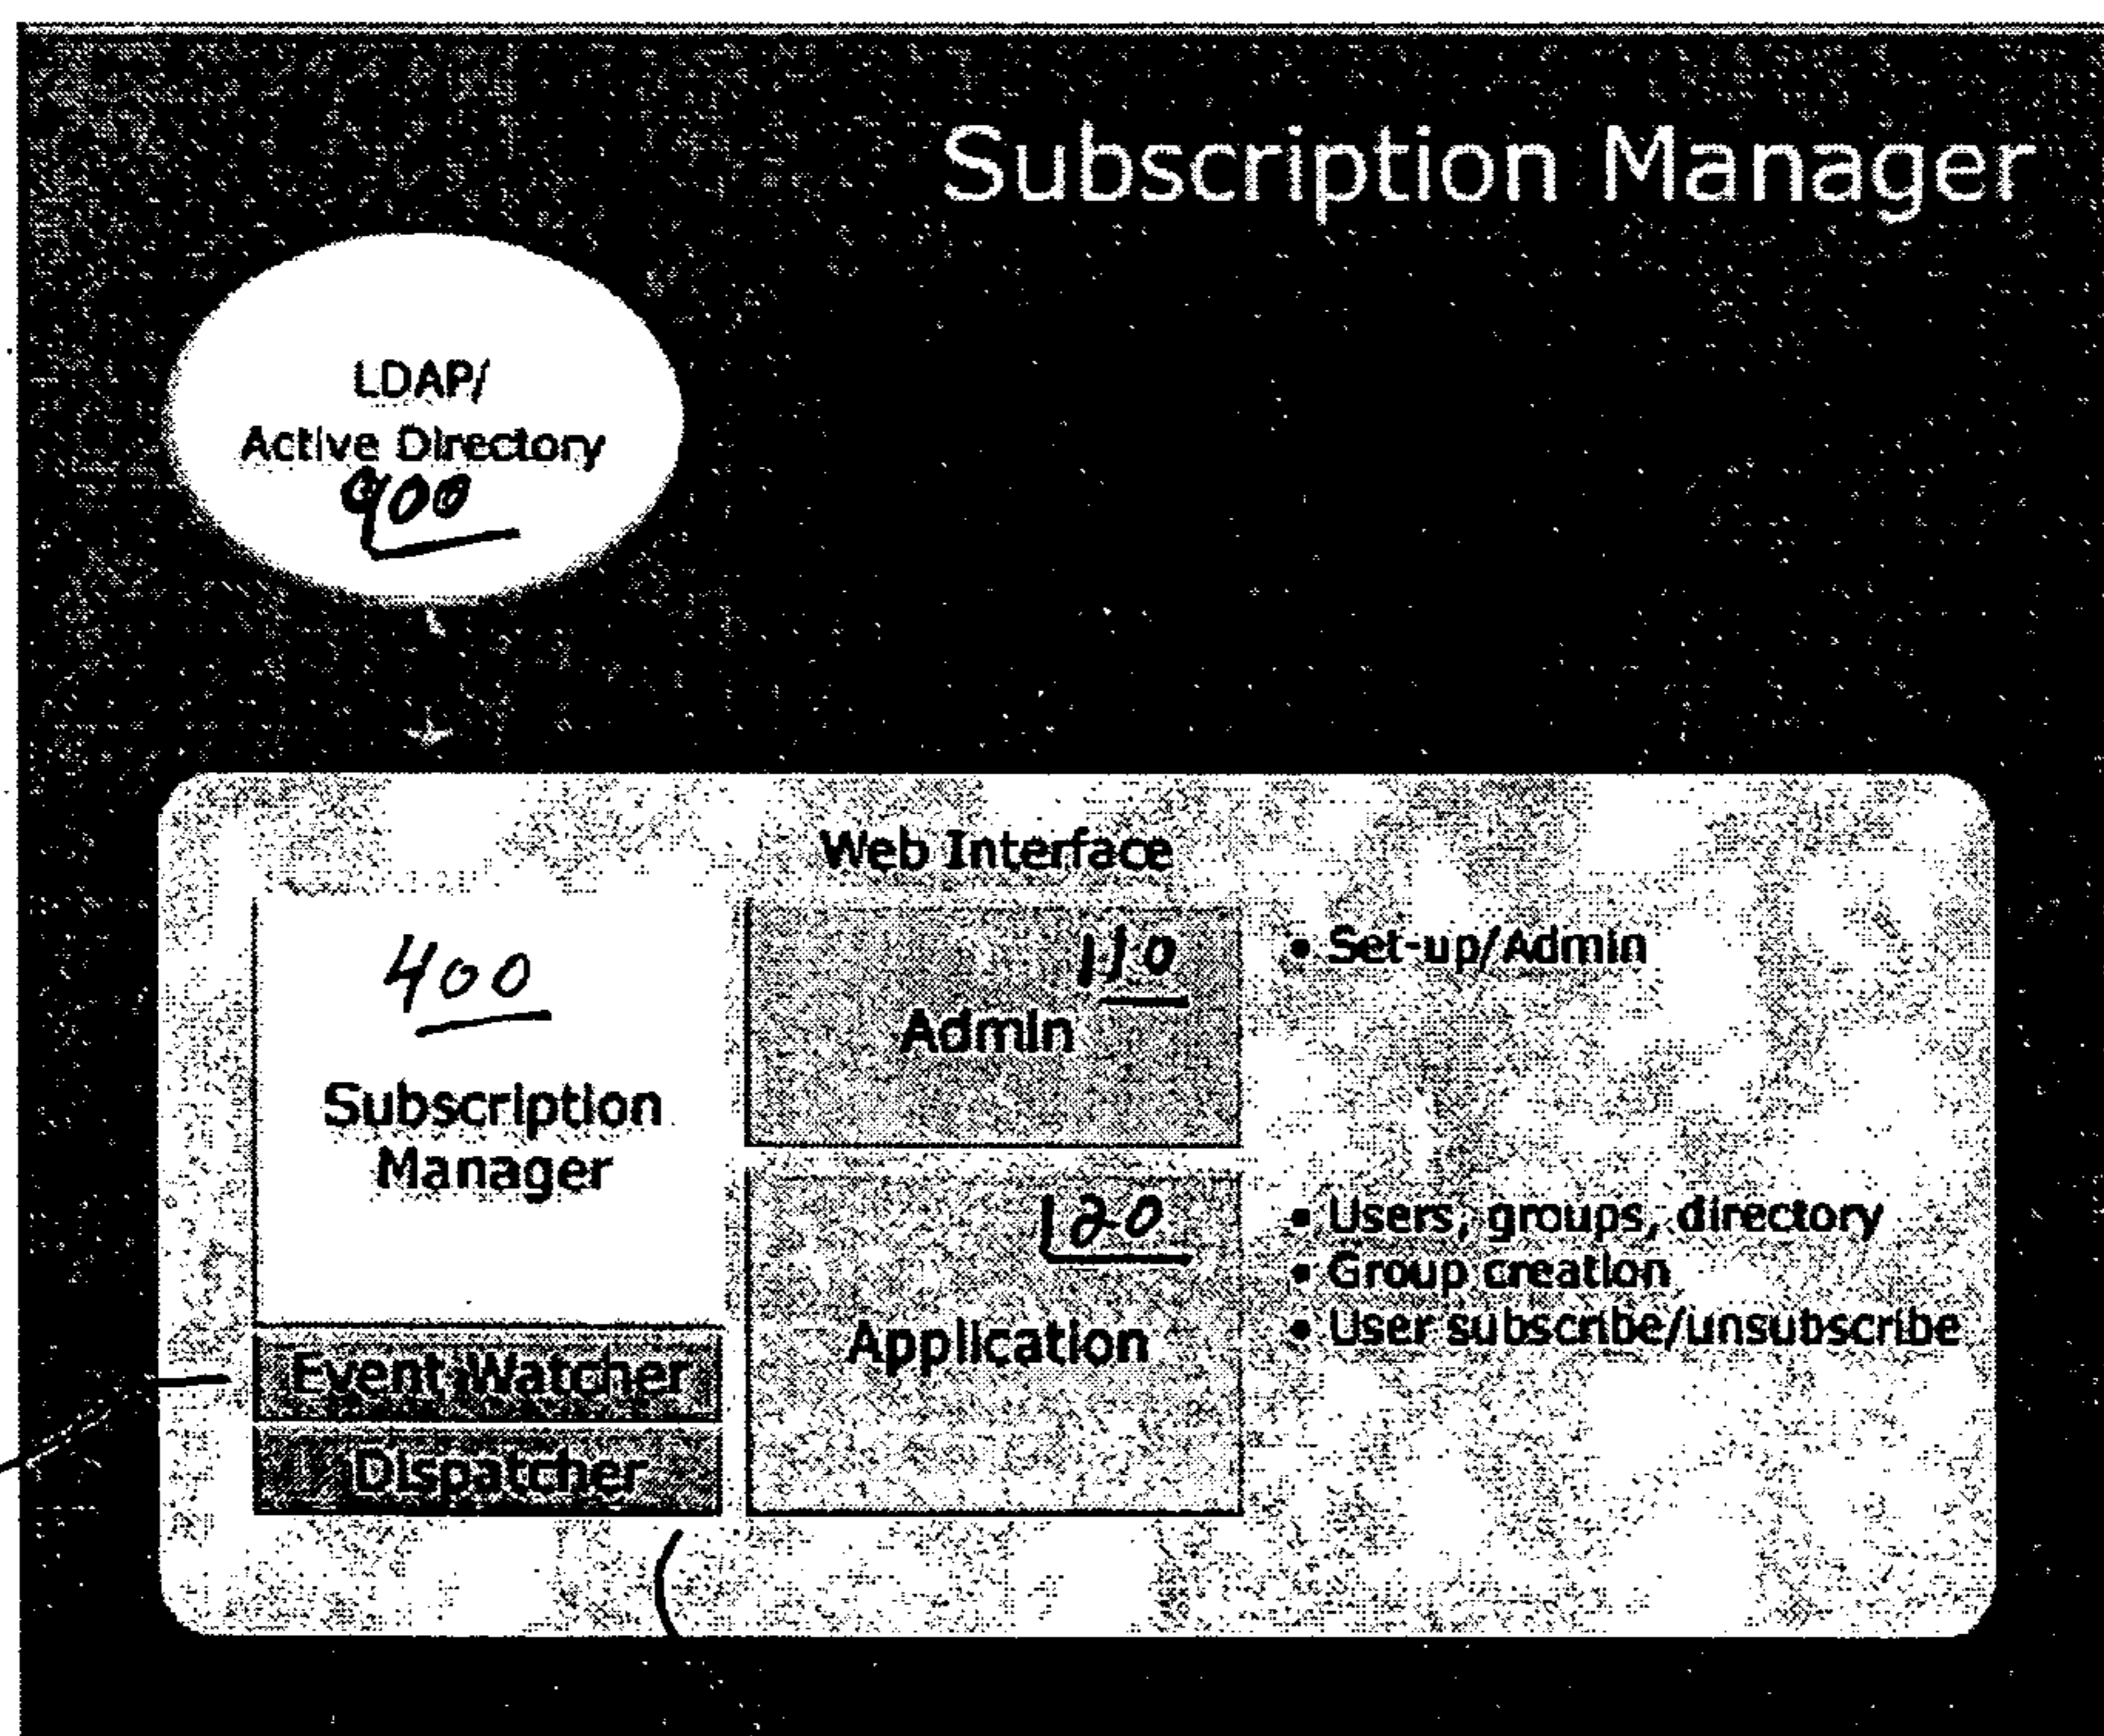 Subscription Manager
LDAP/
Active Directory
900
Web Interface
400
Subscription
Manager
Event Watcher
Dispatcher
110
Admin
• Set-up/Admin
120
Application
• Users, groups, directory
• Group creation
• User subscribe/unsubscribe